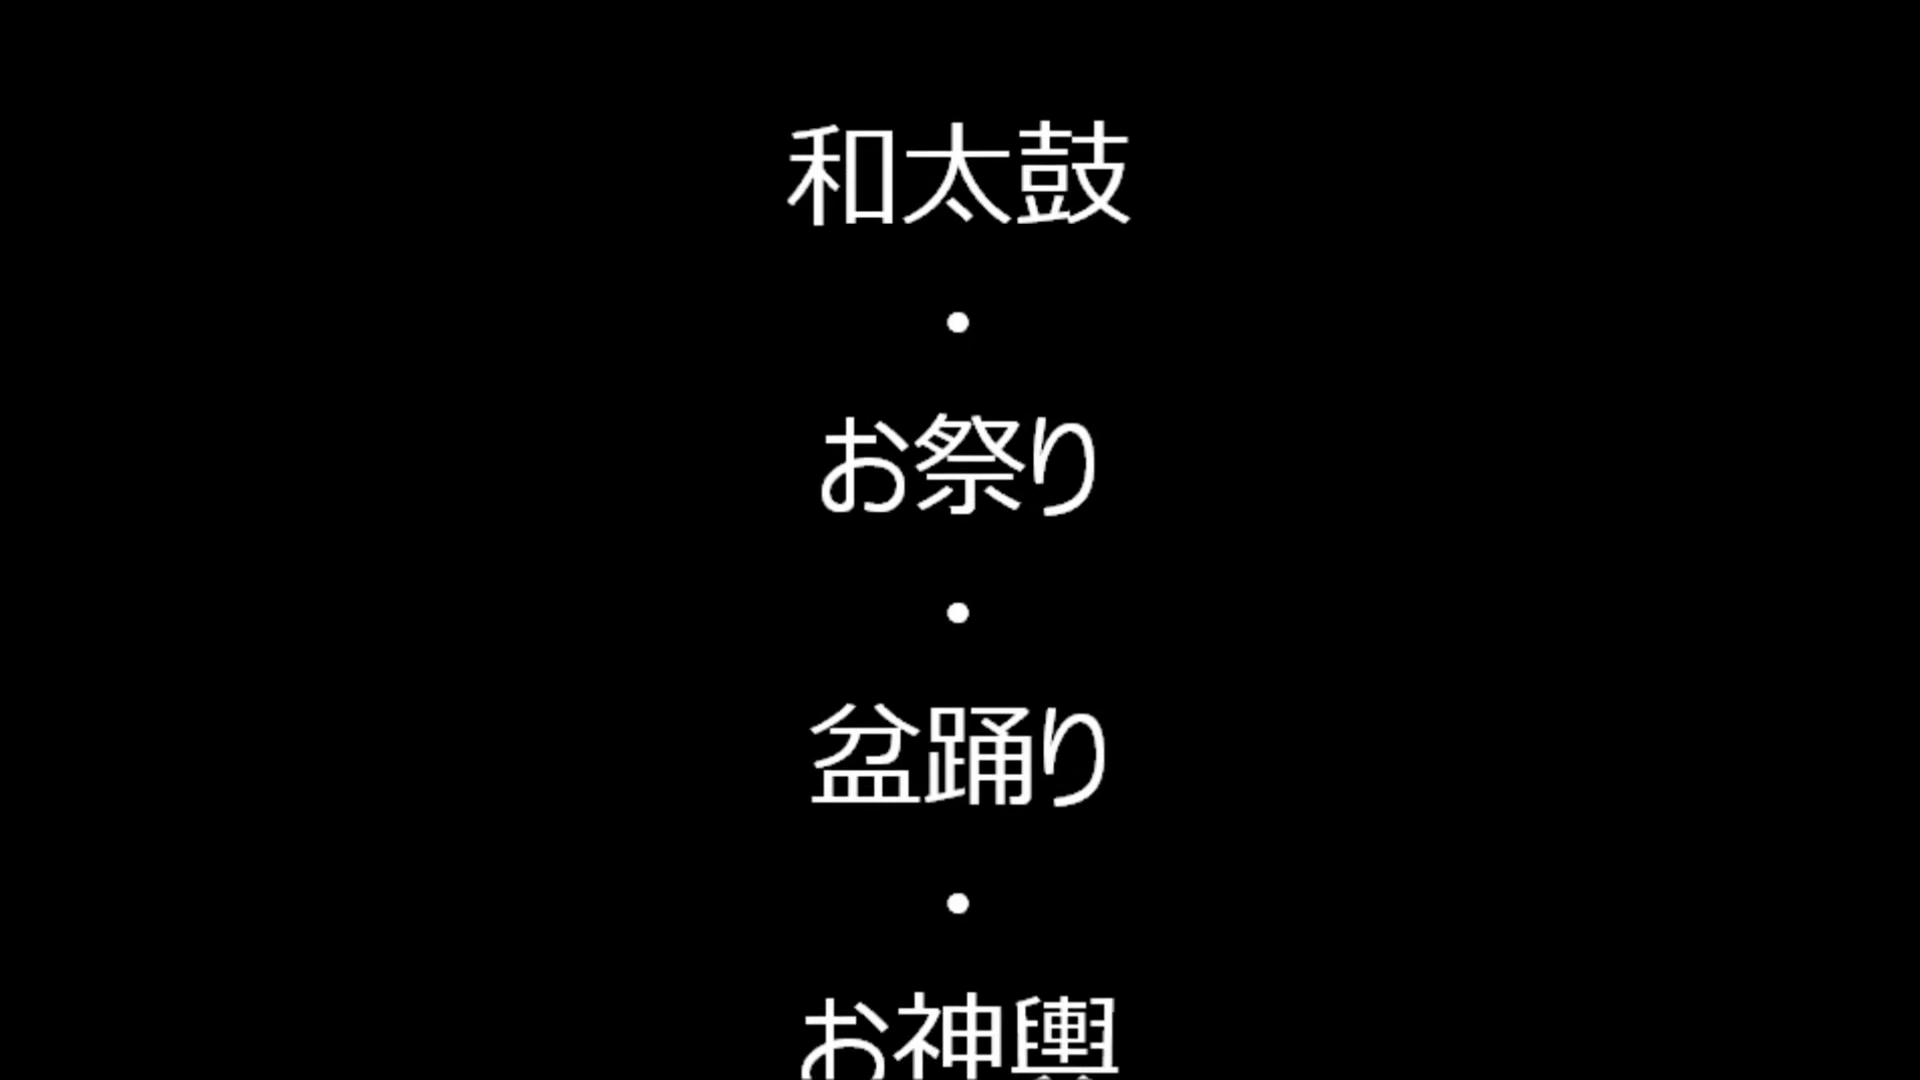 和太鼓
・
お祭り
・
盆踊り
・
お神輿